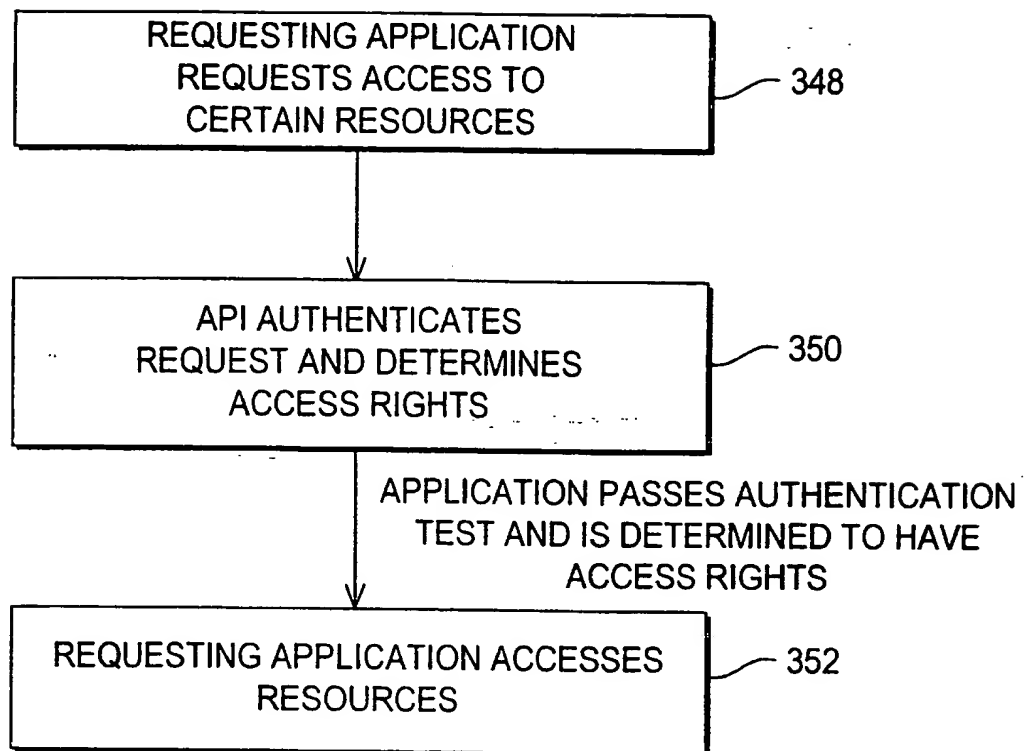 REQUESTING APPLICATION
REQUESTS ACCESS TO
CERTAIN RESOURCES
348
API AUTHENTICATES
REQUEST AND DETERMINES
ACCESS RIGHTS
350
APPLICATION PASSES AUTHENTICATION
TEST AND IS DETERMINED TO HAVE
ACCESS RIGHTS
REQUESTING APPLICATION ACCESSES
RESOURCES
352